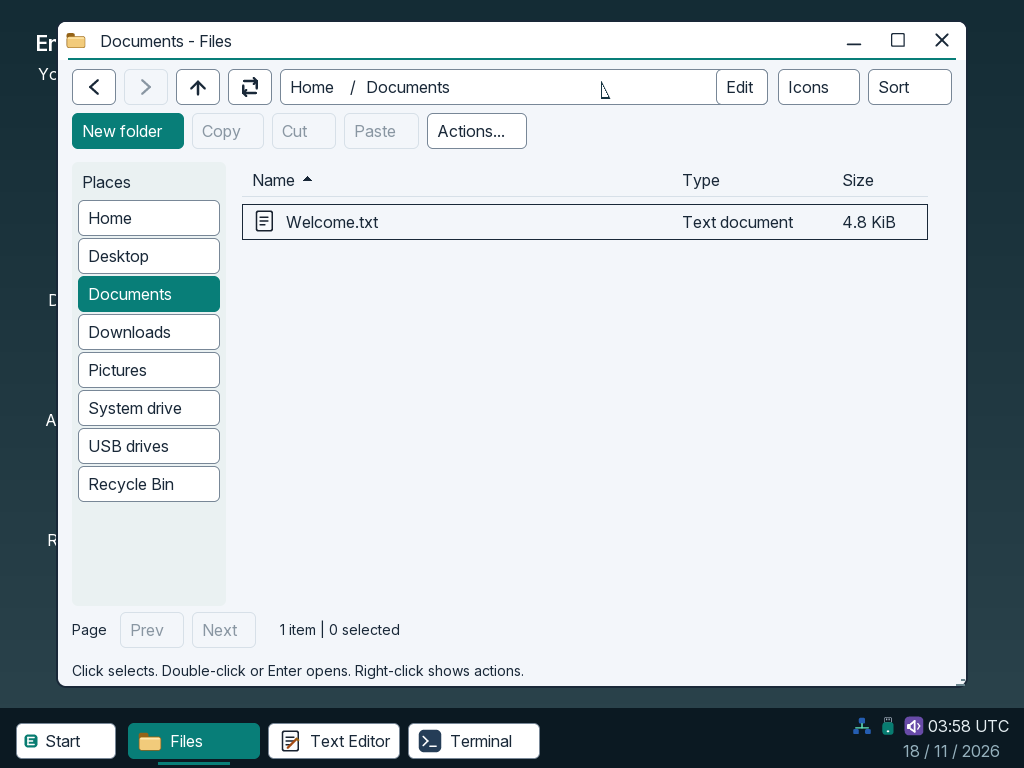 Documents - Files
Home / Documents
Edit
Icons
Sort
New folder
Copy
Cut
Paste
Actions...
Places
Home
Desktop
Documents
Downloads
Pictures
System drive
USB drives
Recycle Bin
Name Type Size
Welcome.txt Text document 4.8 KiB
Page Prev Next 1 item | 0 selected
Click selects. Double-click or Enter opens. Right-click shows actions.
Start
Files
Text Editor
Terminal
03:58 UTC
18 / 11 / 2026